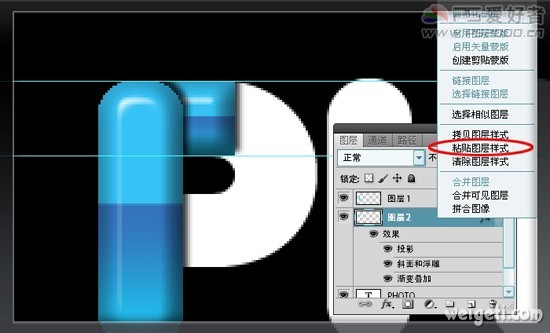 三爱好者
启用图层蒙版
启用矢量蒙版
创建剪贴蒙版
链接图层
选择链接图层
选择相似图层
拷贝图层样式
粘贴图层样式
清除图层样式
合并图层
合并可见图层
拼合图像
图层 通道 路径
正常 不
锁定:
图层 1
图层 2 fx
效果
投影
斜面和浮雕
渐变叠加
T PHOTO
weigeti.com